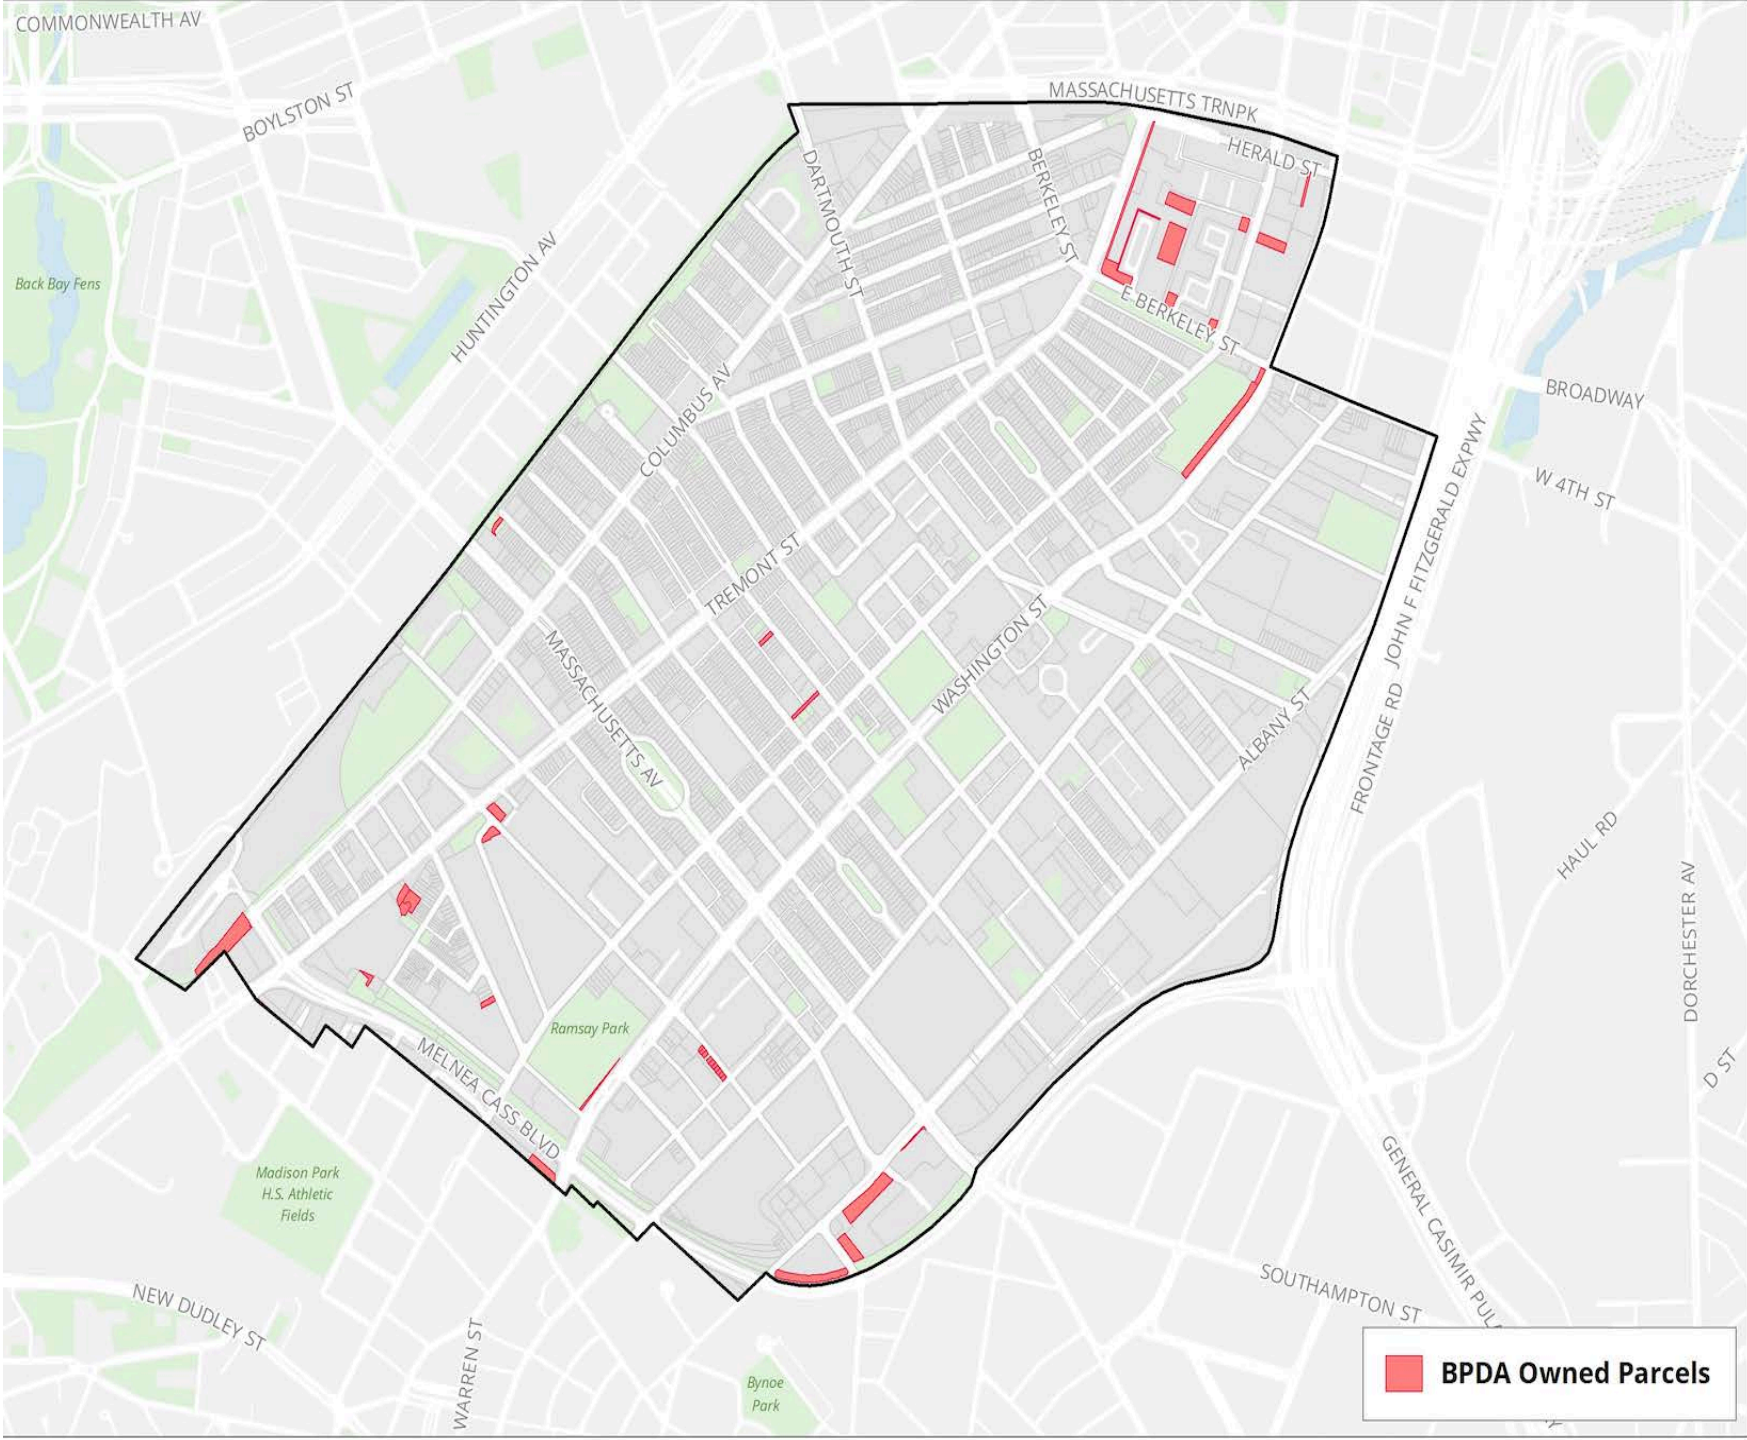 COMMONWEALTH AV
BOYLSTON ST
MASSACHUSETTS TRNPK
HERALD ST
DARTMOUTH ST
BERKELEY ST
Back Bay Fens
HUNTINGTON AV
E BERKELEY ST
BROADWAY
COLUMBUS AV
W 4TH ST
JOHN F FITZGERALD EXPWY
TREMONT ST
WASHINGTON ST
MASSACHUSETTS AV
ALBANY ST
FRONTAGE RD
HAUL RD
DORCHESTER AV
Ramsay Park
MELNEA CASS BLVD
D ST
Madison Park
H.S. Athletic
Fields
GENERAL CASIMIR PULA
SOUTHAMPTON ST
NEW DUDLEY ST
WARREN ST
Bynoe
Park
BPDA Owned Parcels